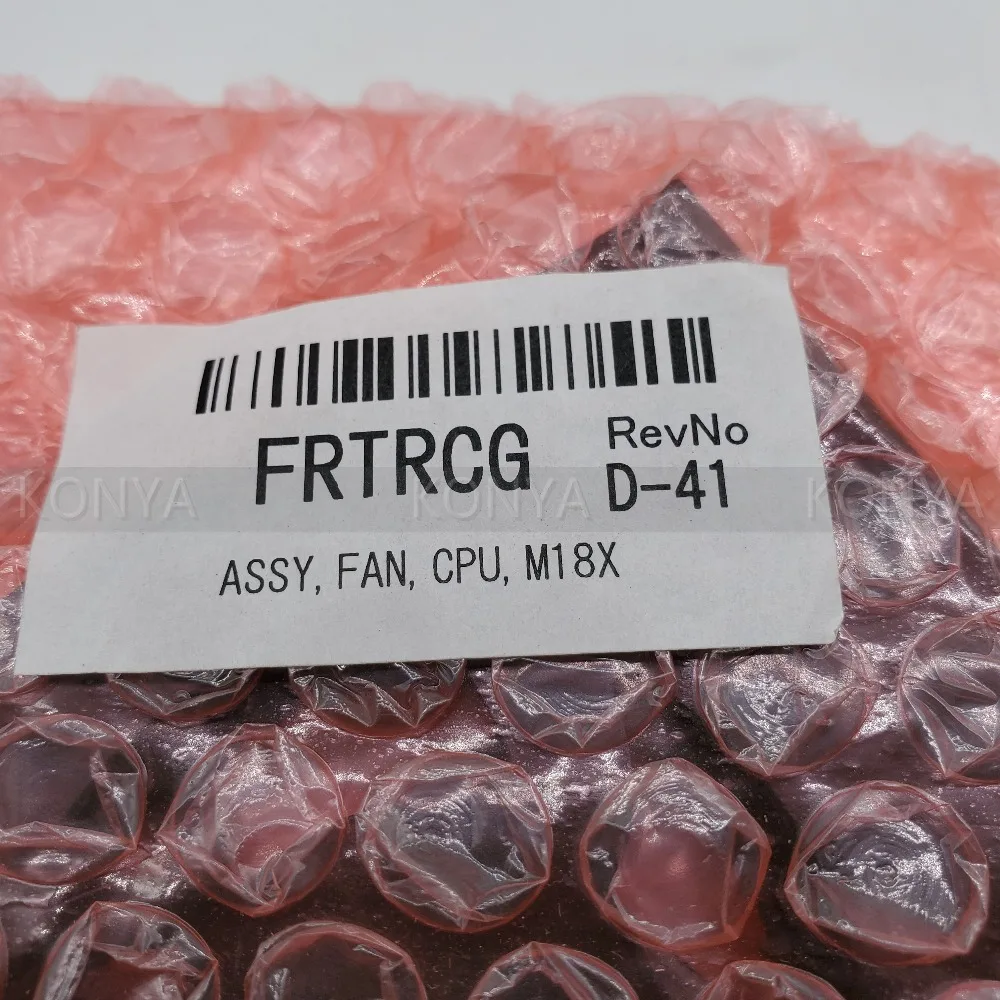 FRTRCG
RevNo
D-41
KONYA KONYA KONYA
ASSY, FAN, CPU, M18X